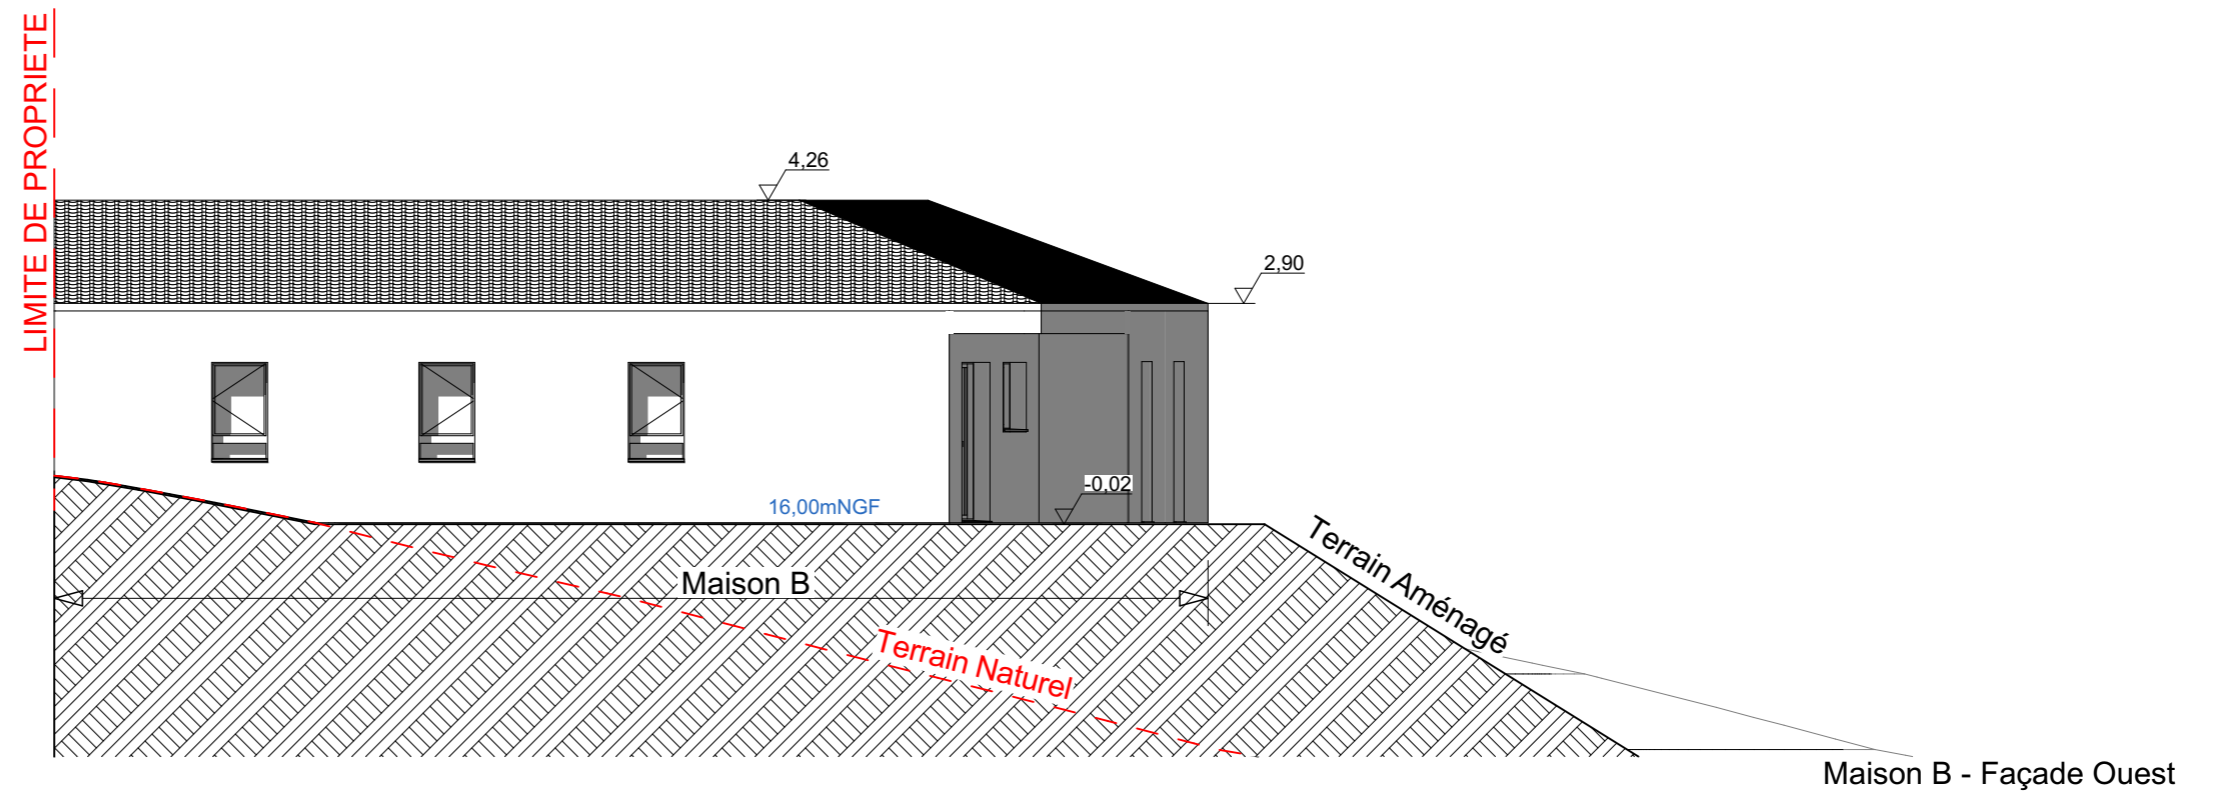 LIMITE DE PROPRIETE
4,26
2,90
-0,02
16,00mNGF
Terrain Aménagé
Maison B
Terrain Naturel
Maison B - Façade Ouest